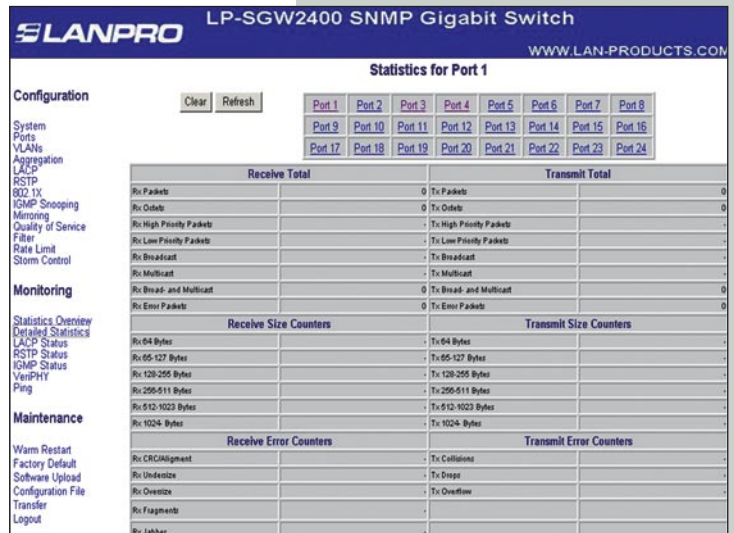 LANPRO
LP-SGW2400 SNMP Gigabit Switch
WWW.LAN-PRODUCTS.COM
Configuration
System
Ports
VLANs
Aggregation
LACP
RSTP
802.1X
IGMP Snooping
Mirroring
Quality of Service
Filter
Rate Limit
Storm Control
Monitoring
Statistics Overview
Detailed Statistics
LACP Status
RSTP Status
IGMP Status
VeriPHY
Ping
Maintenance
Warm Restart
Factory Default
Software Upload
Configuration File
Transfer
Logout
Statistics for Port 1
Clear Refresh
Port 1 Port 2 Port 3 Port 4 Port 5 Port 6 Port 7 Port 8
Port 9 Port 10 Port 11 Port 12 Port 13 Port 14 Port 15 Port 16
Port 17 Port 18 Port 19 Port 20 Port 21 Port 22 Port 23 Port 24
Receive Total Transmit Total
Rx Packets 0 Tx Packets 0
Rx Octets 0 Tx Octets 0
Rx High Priority Packets - Tx High Priority Packets -
Rx Low Priority Packets - Tx Low Priority Packets -
Rx Broadcast - Tx Broadcast -
Rx Multicast - Tx Multicast -
Rx Broad- and Multicast 0 Tx Broad- and Multicast 0
Rx Error Packets 0 Tx Error Packets 0
Receive Size Counters Transmit Size Counters
Rx 64 Bytes - Tx 64 Bytes -
Rx 65-127 Bytes - Tx 65-127 Bytes -
Rx 128-255 Bytes - Tx 128-255 Bytes -
Rx 256-511 Bytes - Tx 256-511 Bytes -
Rx 512-1023 Bytes - Tx 512-1023 Bytes -
Rx 1024- Bytes - Tx 1024- Bytes -
Receive Error Counters Transmit Error Counters
Rx CRC/Alignment - Tx Collisions -
Rx Undersize - Tx Drops -
Rx Oversize - Tx Overflow -
Rx Fragments -
Rx Jabber